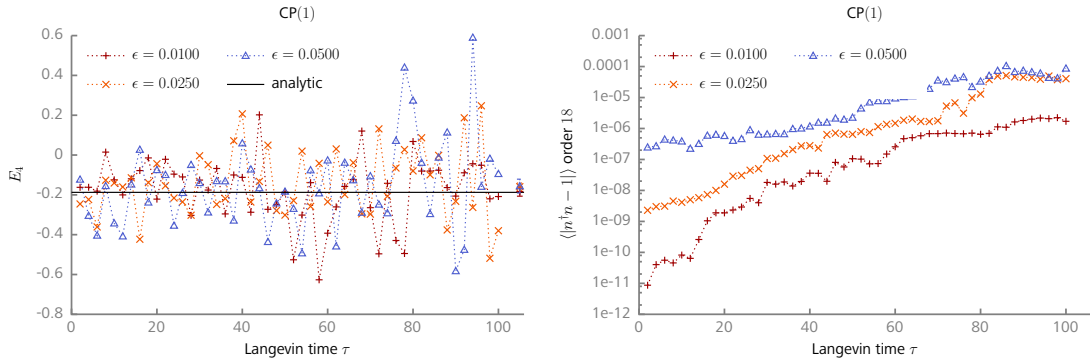 CP(1)
0.6
0.4
0.2
0
-0.2
-0.4
-0.6
-0.8
E₄
ϵ = 0.0100
ϵ = 0.0500
ϵ = 0.0250
analytic
0 20 40 60 80 100
Langevin time τ
CP(1)
0.001
0.0001
1e-05
1e-06
1e-07
1e-08
1e-09
1e-10
1e-11
1e-12
⟨|n†n − 1|⟩ order 18
ϵ = 0.0100
ϵ = 0.0500
ϵ = 0.0250
0 20 40 60 80 100
Langevin time τ